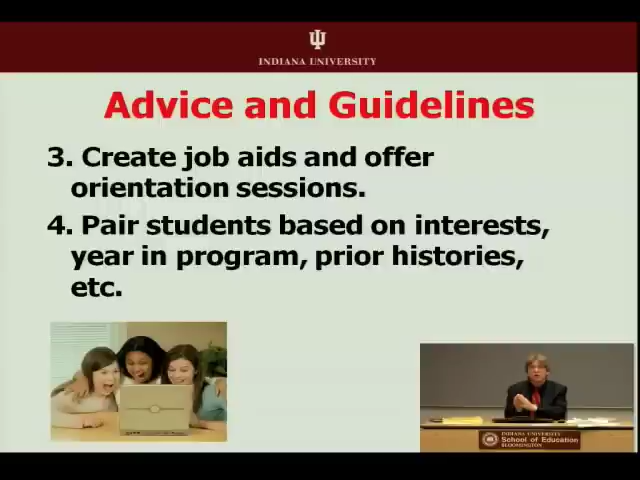 INDIANA UNIVERSITY
Advice and Guidelines
3. Create job aids and offer
orientation sessions.
4. Pair students based on interests,
year in program, prior histories,
etc.
INDIANA UNIVERSITY
School of Education
BLOOMINGTON